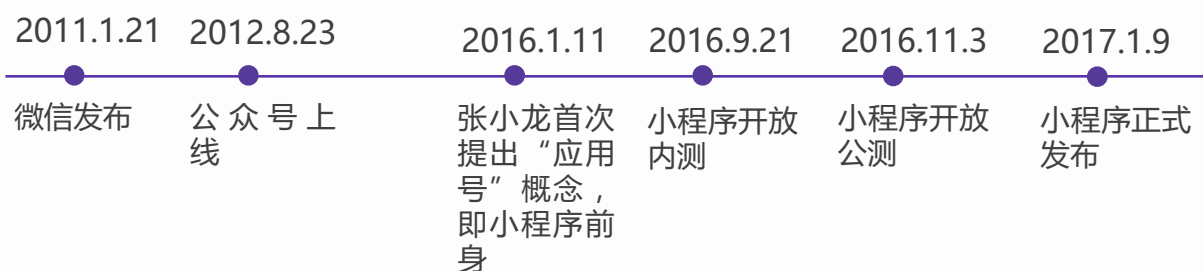 2011.1.21
2012.8.23
2016.1.11
2016.9.21
2016.11.3
2017.1.9
微信发布
公众号上
线
张小龙首次
提出“应用
号”概念，
即小程序前
身
小程序开放
内测
小程序开放
公测
小程序正式
发布